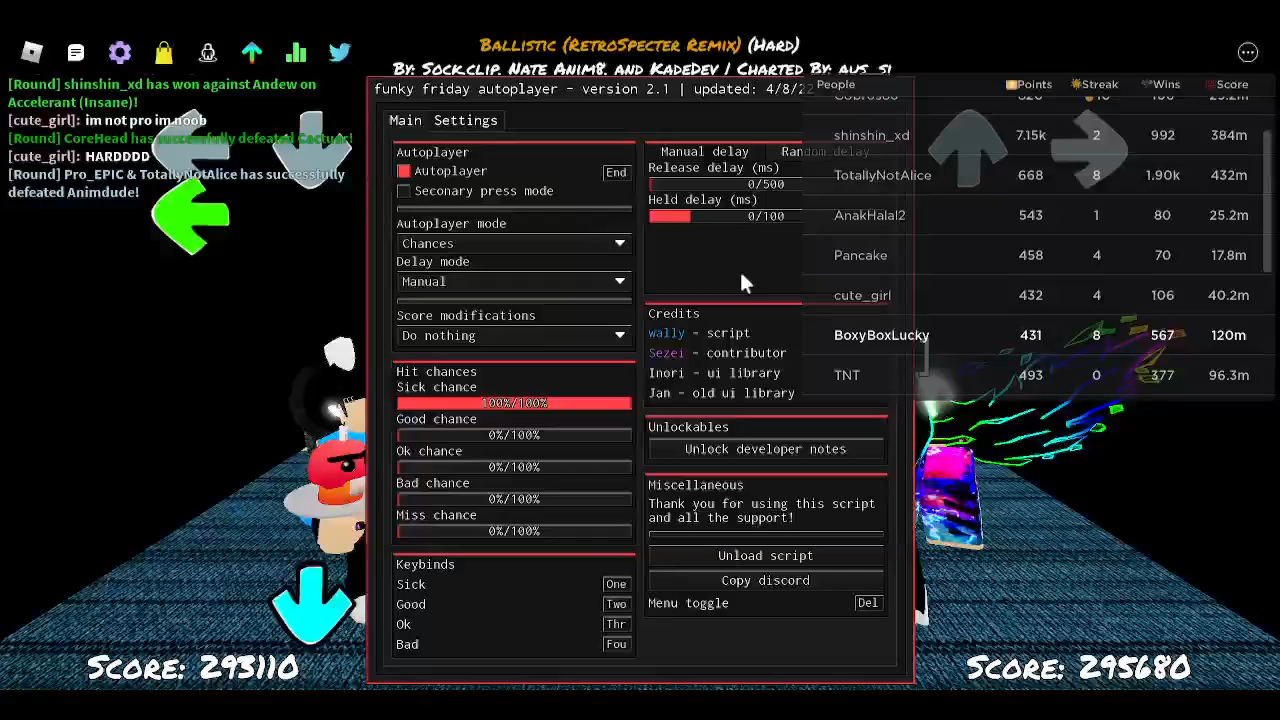 BALLISTIC (RETROSPECTER REMIX) (HARD)
BY: SOCK.CLIP, NATE ANIM8, AND KADEDEV | CHARTED BY: AUS_SI
[Round] shinshin_xd has won against Andew on
Accelerant (Insane)!
[cute_girl]: im not pro im noob
[Round] CoreHead has successfully defeated Cactuar!
[cute_girl]: HARDDDD
[Round] Pro_EPIC & TotallyNotAlice has successfully
defeated Animdude!
funky friday autoplayer - version 2.1 | updated: 4/8/22
Main Settings
Autoplayer
Autoplayer End
Seconary press mode
Autoplayer mode
Chances
Delay mode
Manual
Score modifications
Do nothing
Hit chances
Sick chance
100%/100%
Good chance
0%/100%
Ok chance
0%/100%
Bad chance
0%/100%
Miss chance
0%/100%
Keybinds
Sick One
Good Two
Ok Thr
Bad Fou
Manual delay Random delay
Release delay (ms)
0/500
Held delay (ms)
0/100
Credits
wally - script
Sezei - contributor
Inori - ui library
Jan - old ui library
Unlockables
Unlock developer notes
Miscellaneous
Thank you for using this script
and all the support!
Unload script
Copy discord
Menu toggle Del
People Points Streak Wins Score
shinshin_xd 7.15k 2 992 384m
TotallyNotAlice 668 8 1.90k 432m
AnakHalal2 543 1 80 25.2m
Pancake 458 4 70 17.8m
cute_girl 432 4 106 40.2m
BoxyBoxLucky 431 8 567 120m
TNT 493 0 377 96.3m
SCORE: 293110
SCORE: 295680